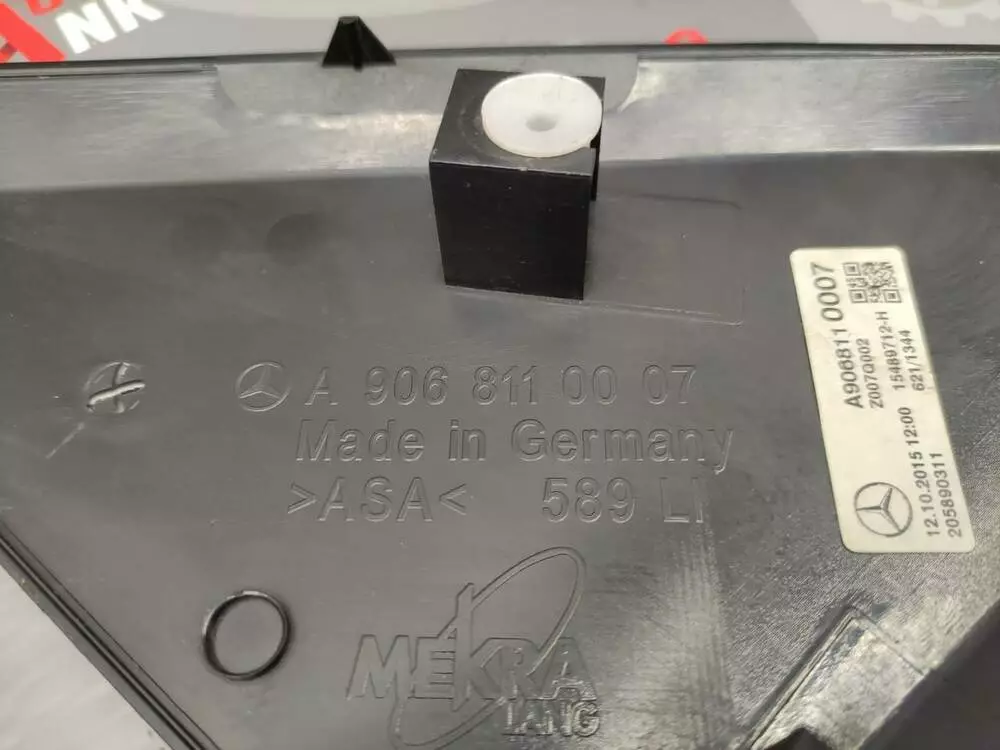 NK
A 906 811 00 07
Made in Germany
>ASA< 589 LI
MEKRA
LANG
A9068110007
Z007Q002 15489712-H
621/1344
12.10.2015 12:00
205890311